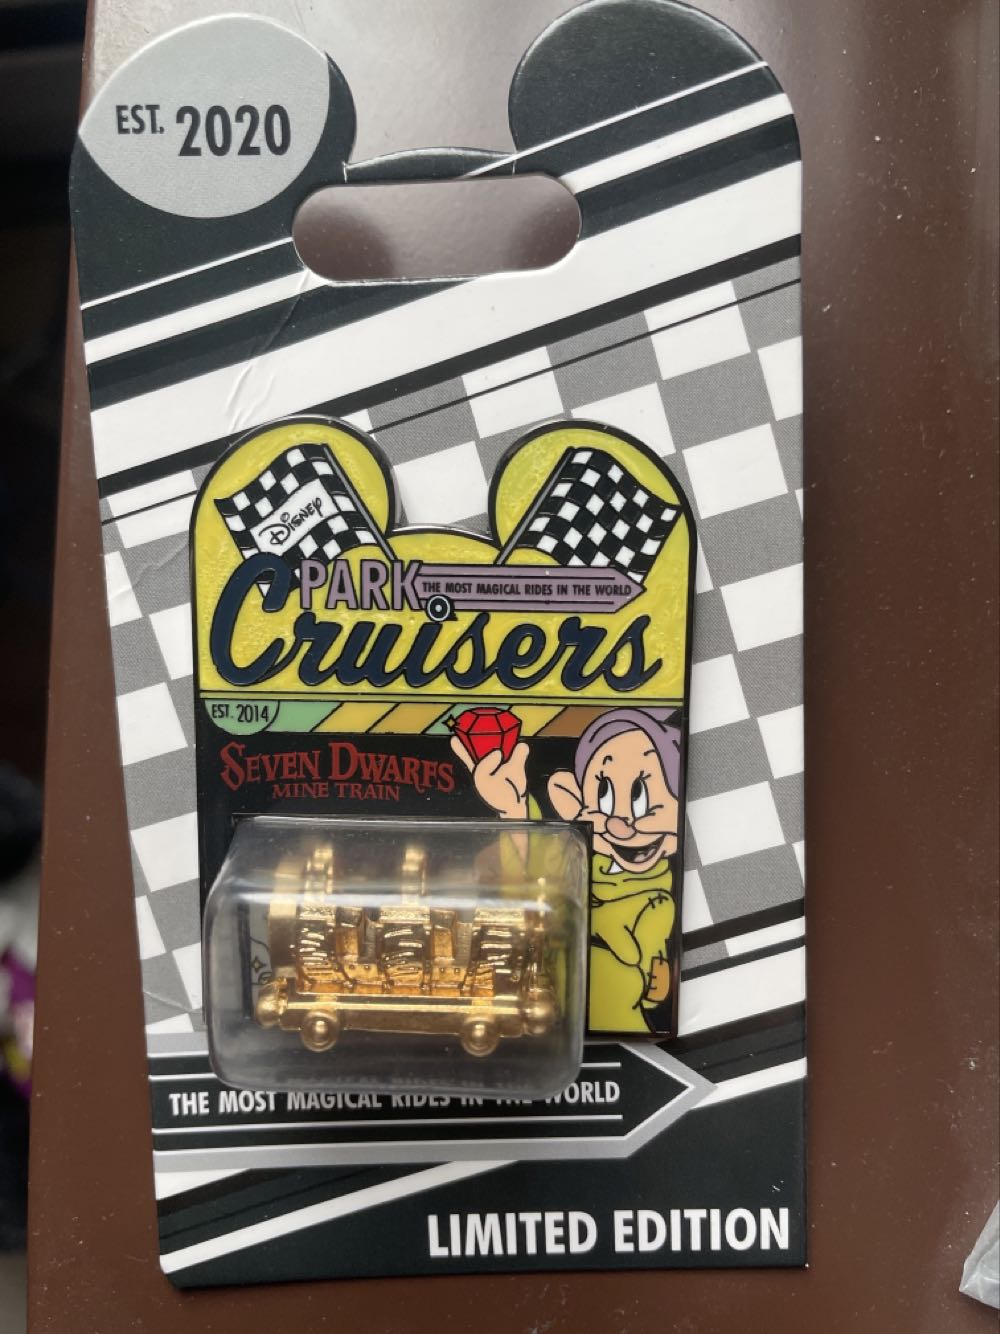 EST. 2020
DISNEY
PARK THE MOST MAGICAL RIDES IN THE WORLD
Cruisers
EST. 2014
SEVEN DWARFS
MINE TRAIN
THE MOST MAGICAL RIDES IN THE WORLD
LIMITED EDITION